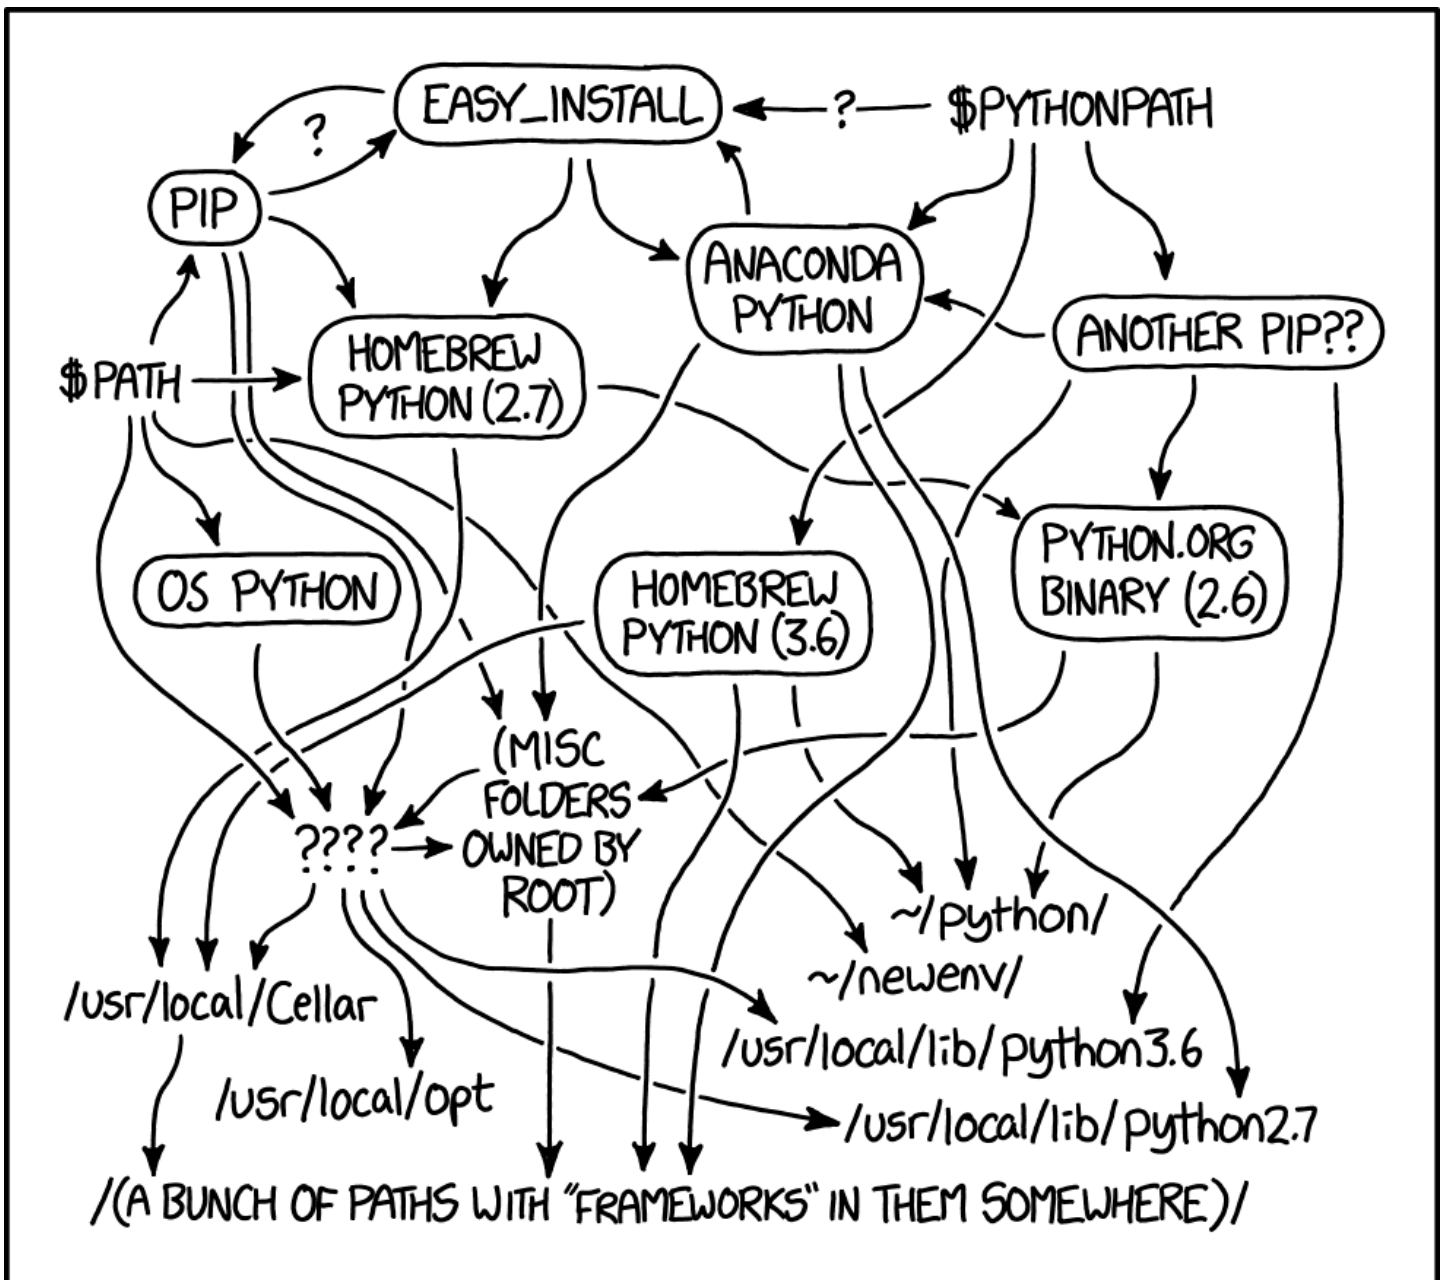 EASY_INSTALL
? $PYTHONPATH
?
PIP
ANACONDA
PYTHON
ANOTHER PIP??
HOMEBREW
PYTHON (2.7)
$PATH
PYTHON.ORG
BINARY (2.6)
OS PYTHON
HOMEBREW
PYTHON (3.6)
(MISC
FOLDERS
OWNED BY
ROOT)
????
~/python/
~/newenv/
/usr/local/Cellar
/usr/local/lib/python3.6
/usr/local/opt
/usr/local/lib/python2.7
/(A BUNCH OF PATHS WITH "FRAMEWORKS" IN THEM SOMEWHERE)/